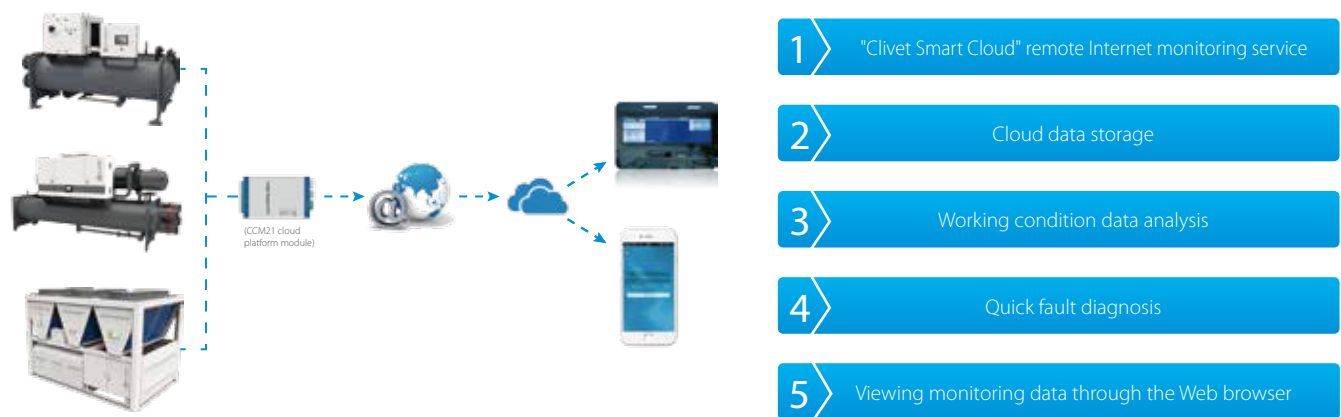 (CCM21 cloud
platform module)
1
"Clivet Smart Cloud" remote Internet monitoring service
2
Cloud data storage
3
Working condition data analysis
4
Quick fault diagnosis
5
Viewing monitoring data through the Web browser